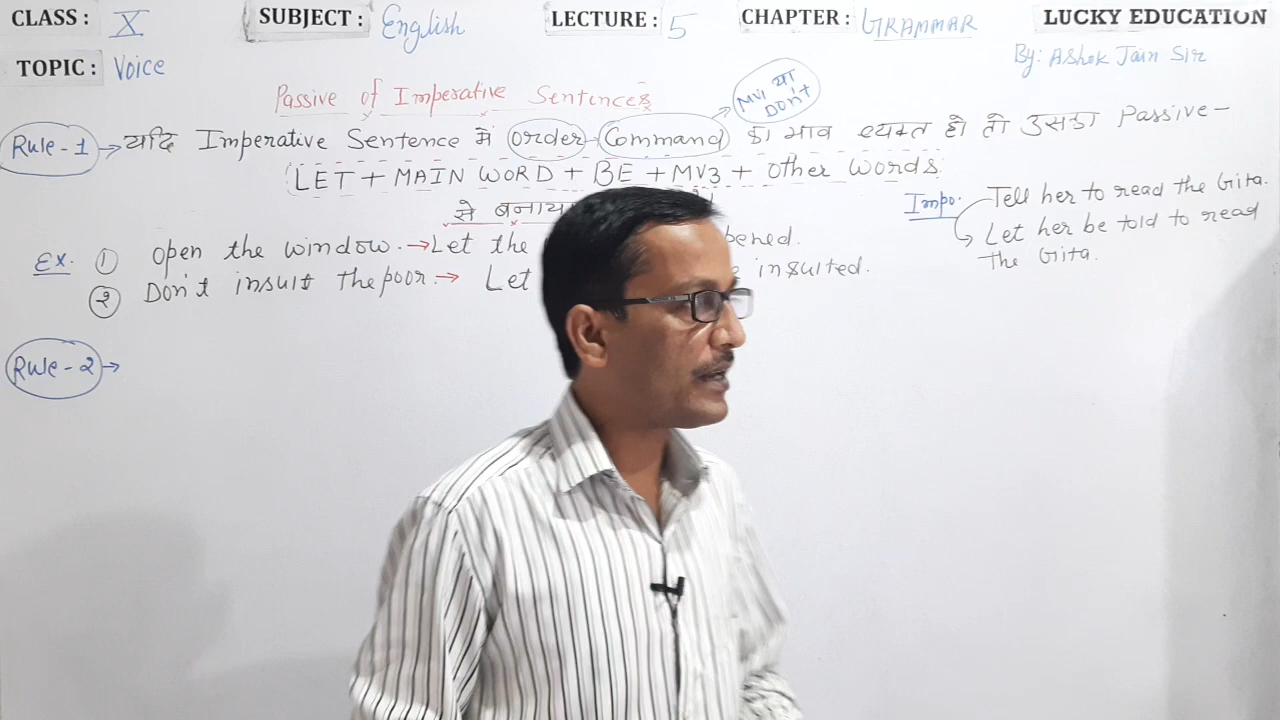 CLASS : X SUBJECT : English LECTURE : 5 CHAPTER : GRAMMAR LUCKY EDUCATION
TOPIC : Voice By: Ashok Jain Sir
Passive of Imperative Sentences
MV1 या DON'T
Rule-1 → यदि Imperative Sentence में order Command का भाव व्यक्त हो तो उसका Passive -
LET + MAIN WORD + BE + MV3 + Other Words
से
Impo. Tell her to read the Gita.
Let her be told to read
the Gita.
Ex. ① Open the window. → Let the
② Don't insult the poor. → Let insulted.
Rule-2 →